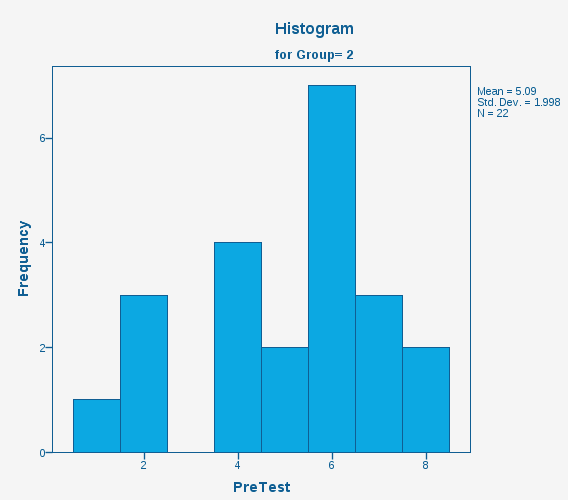 Histogram
for Group= 2
Mean = 5.09
Std. Dev. = 1.998
N = 22
Frequency
6
4
2
0
2 4 6 8
PreTest